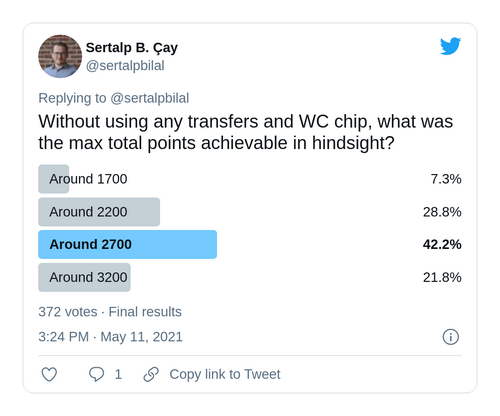 Sertalp B. Çay
@sertalpbilal
Replying to @sertalpbilal
Without using any transfers and WC chip, what was
the max total points achievable in hindsight?
Around 1700 7.3%
Around 2200 28.8%
Around 2700 42.2%
Around 3200 21.8%
372 votes · Final results
3:24 PM · May 11, 2021
1 Copy link to Tweet